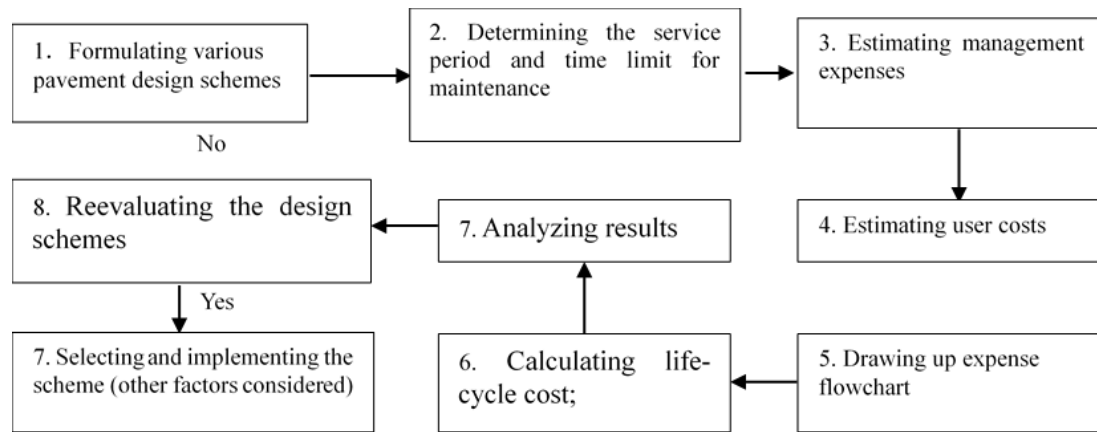 1. Formulating various
pavement design schemes
2. Determining the service
period and time limit for
maintenance
3. Estimating management
expenses
No
8. Reevaluating the design
schemes
7. Analyzing results
4. Estimating user costs
Yes
7. Selecting and implementing the
scheme (other factors considered)
6. Calculating life-
cycle cost;
5. Drawing up expense
flowchart